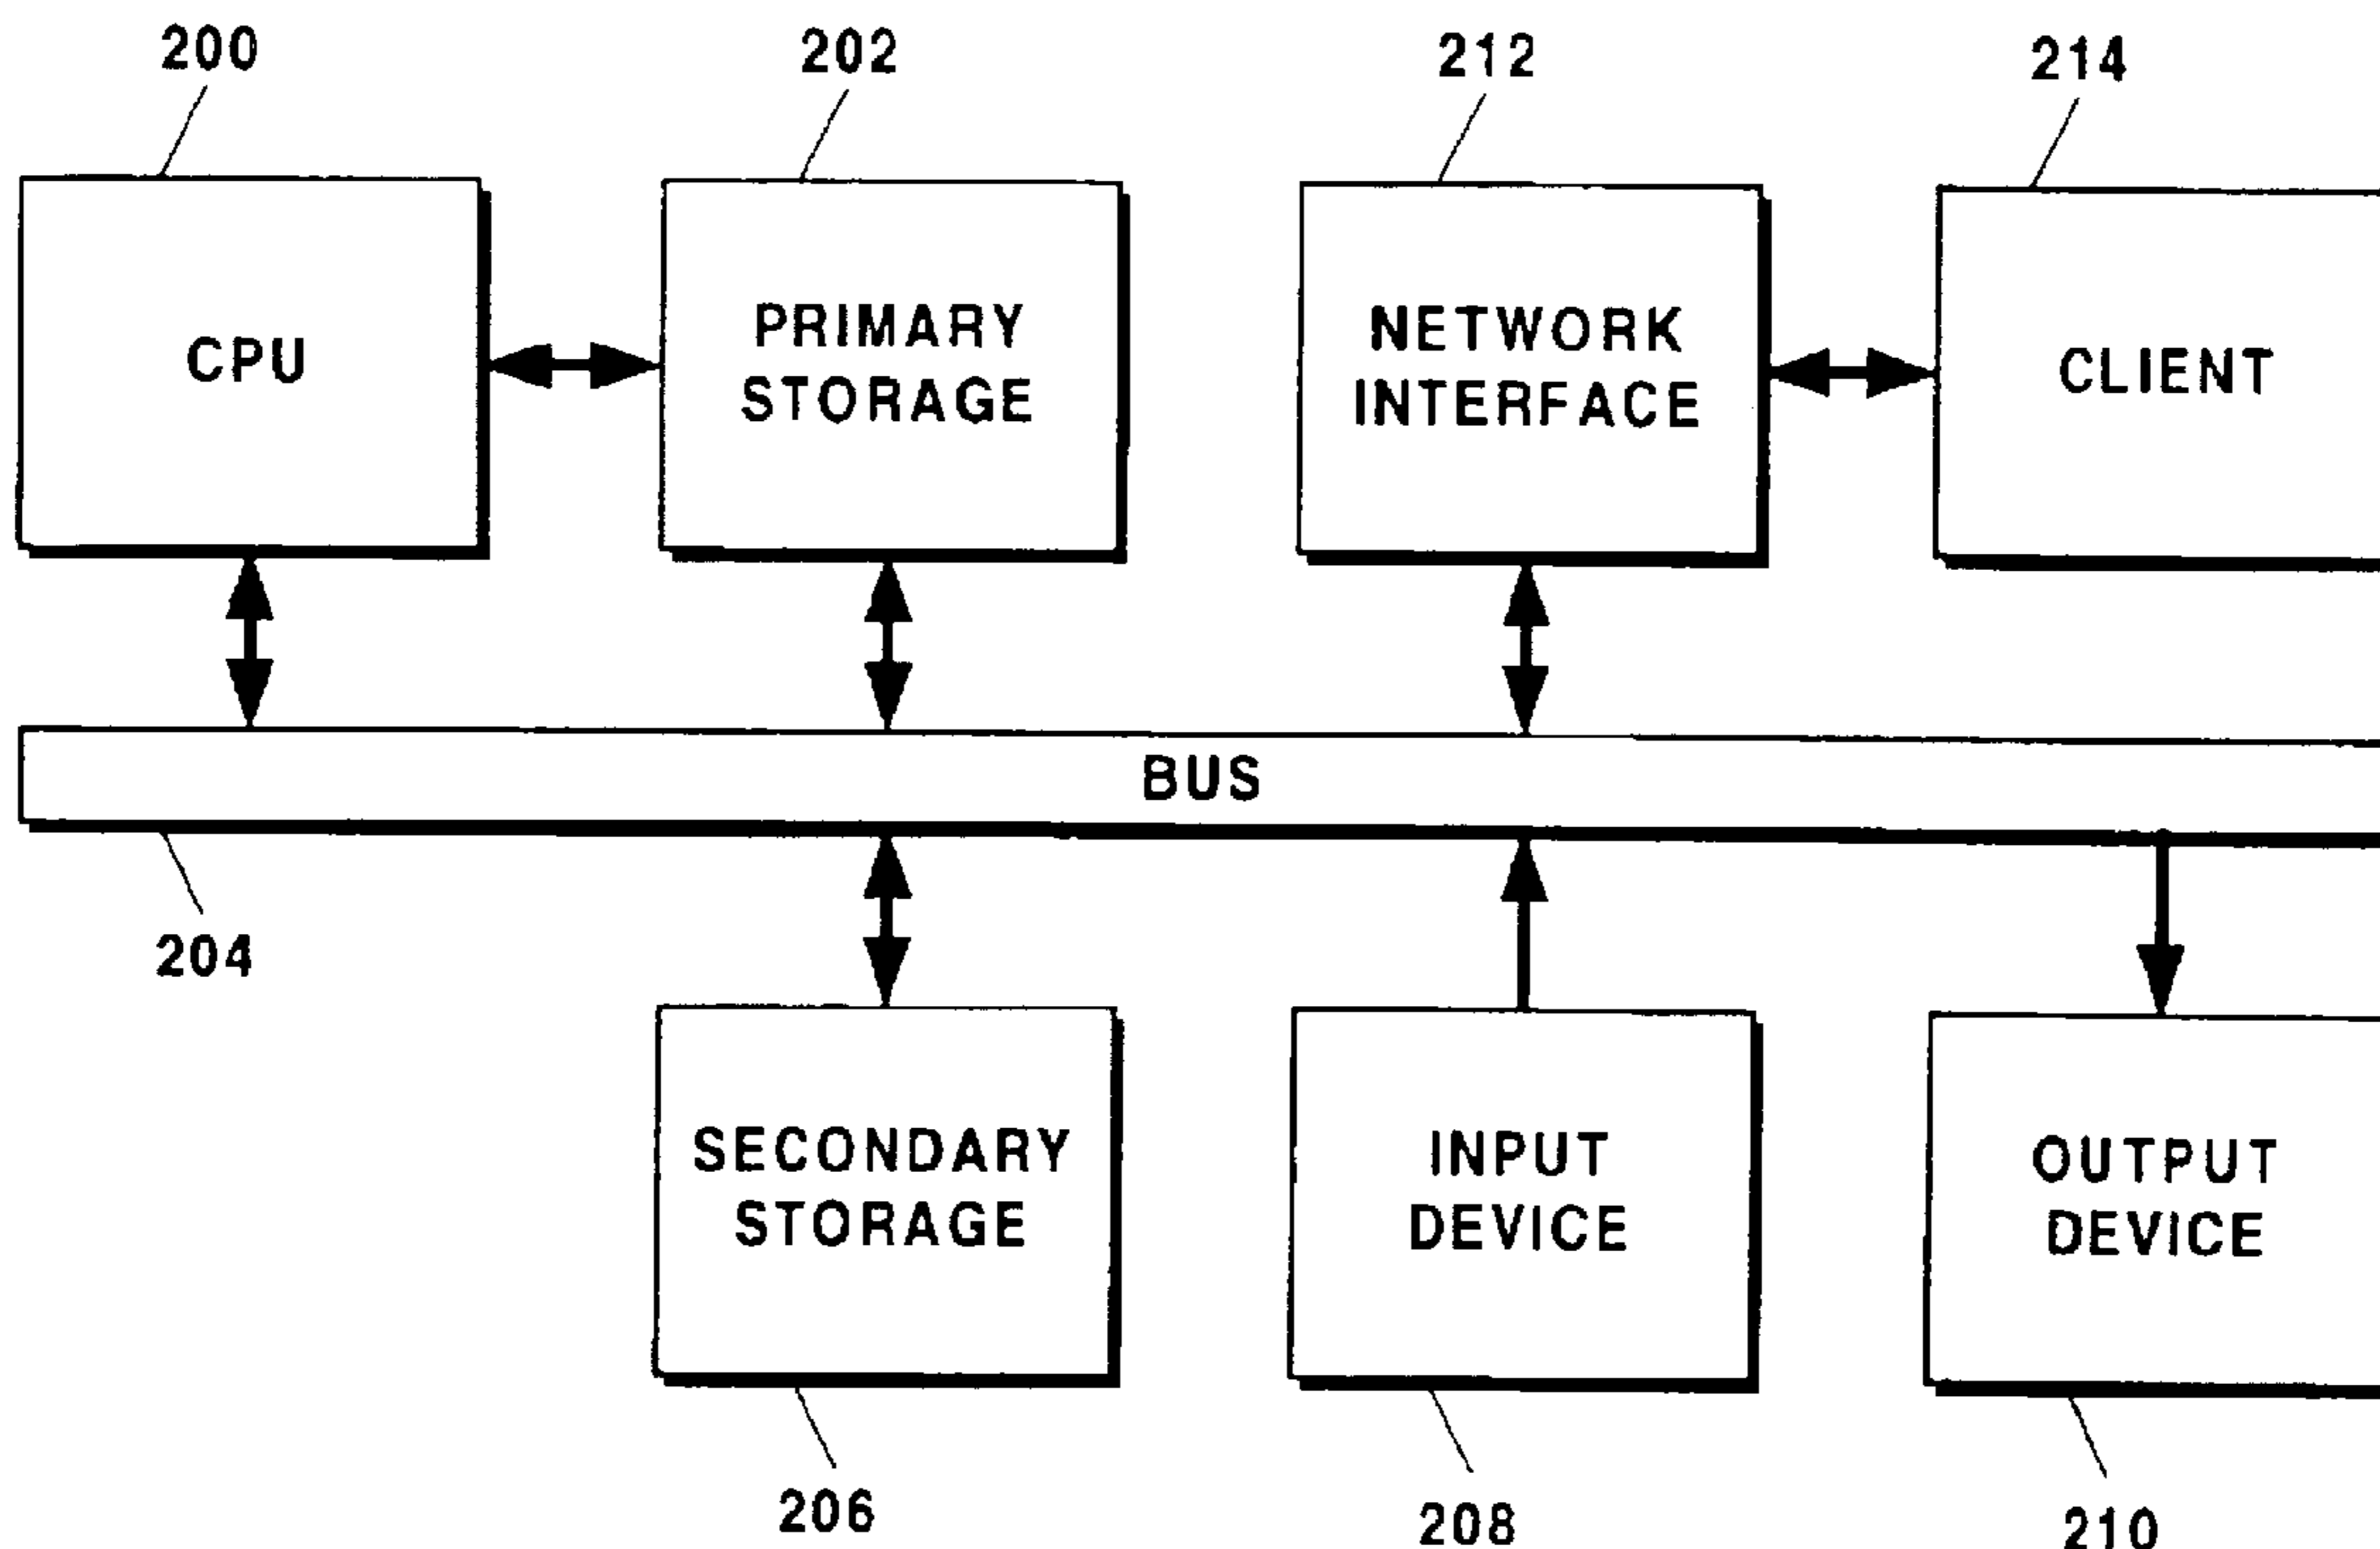 200
202
212
214
CPU
PRIMARY
STORAGE
NETWORK
INTERFACE
CLIENT
BUS
204
SECONDARY
STORAGE
INPUT
DEVICE
OUTPUT
DEVICE
206
208
210